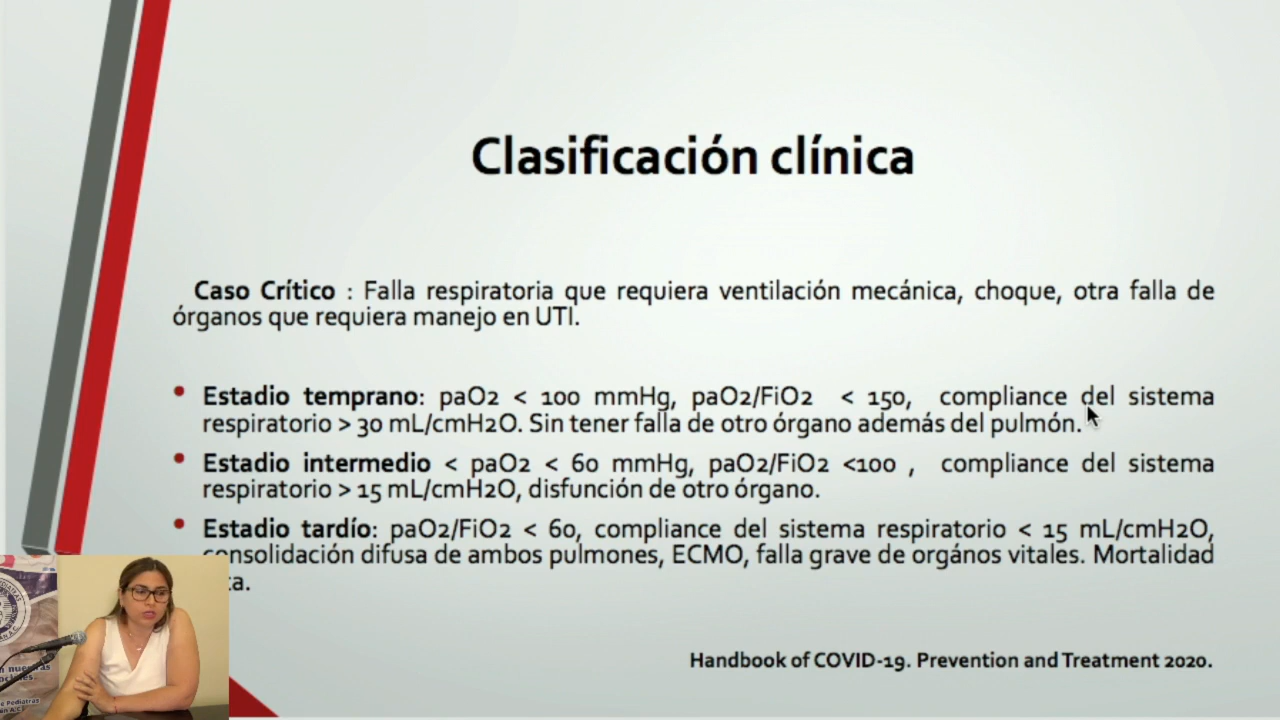 Clasificación clínica
Caso Crítico : Falla respiratoria que requiera ventilación mecánica, choque, otra falla de
órganos que requiera manejo en UTI.
• Estadio temprano: paO2 < 100 mmHg, paO2/FiO2 < 150, compliance del sistema
respiratorio > 30 mL/cmH2O. Sin tener falla de otro órgano además del pulmón.
• Estadio intermedio < paO2 < 60 mmHg, paO2/FiO2 <100 , compliance del sistema
respiratorio > 15 mL/cmH2O, disfunción de otro órgano.
• Estadio tardío: paO2/FiO2 < 60, compliance del sistema respiratorio < 15 mL/cmH2O,
consolidación difusa de ambos pulmones, ECMO, falla grave de orgános vitales. Mortalidad
ta.
Handbook of COVID-19. Prevention and Treatment 2020.
e Pediatras